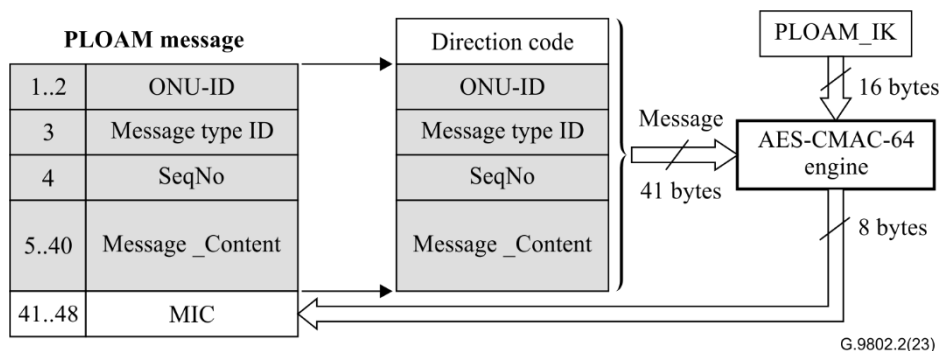 PLOAM message
1..2 ONU-ID
3 Message type ID
4 SeqNo
5..40 Message _Content
41..48 MIC
Direction code
ONU-ID
Message type ID
SeqNo
Message _Content
Message
41 bytes
PLOAM_IK
16 bytes
AES-CMAC-64
engine
8 bytes
G.9802.2(23)